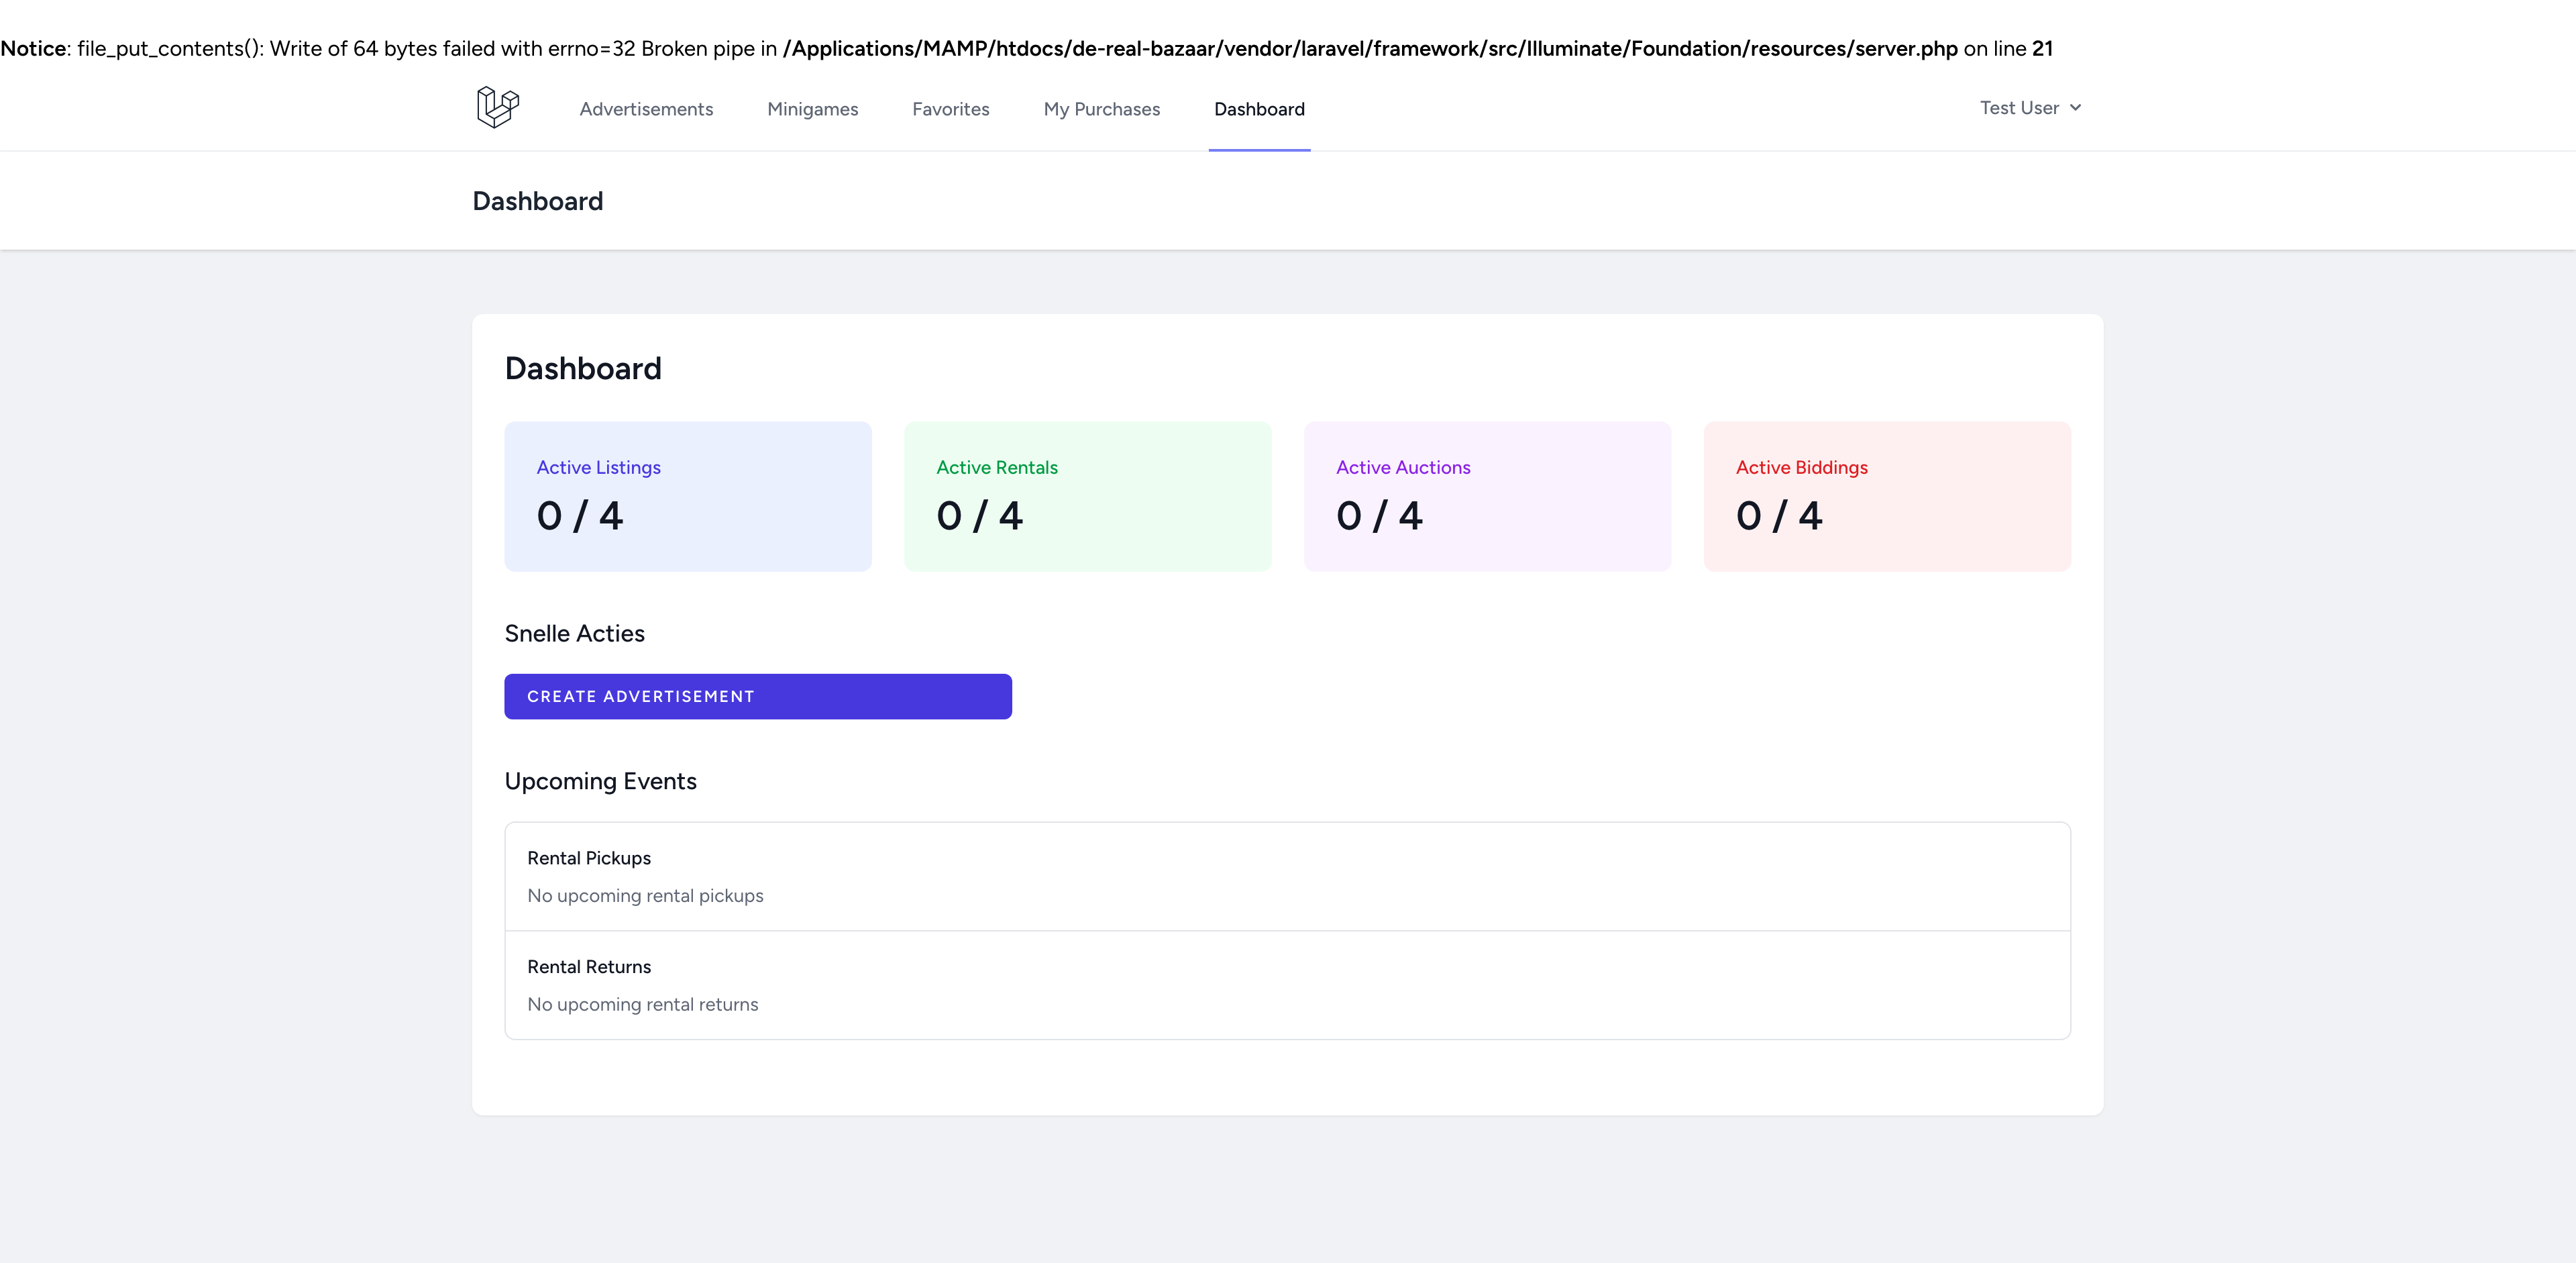 Notice: file_put_contents(): Write of 64 bytes failed with errno=32 Broken pipe in /Applications/MAMP/htdocs/de-real-bazaar/vendor/laravel/framework/src/Illuminate/Foundation/resources/server.php on line 21
Advertisements Minigames Favorites My Purchases Dashboard Test User
Dashboard
Dashboard
Active Listings Active Rentals Active Auctions Active Biddings
0 / 4 0 / 4 0 / 4 0 / 4
Snelle Acties
CREATE ADVERTISEMENT
Upcoming Events
Rental Pickups
No upcoming rental pickups
Rental Returns
No upcoming rental returns